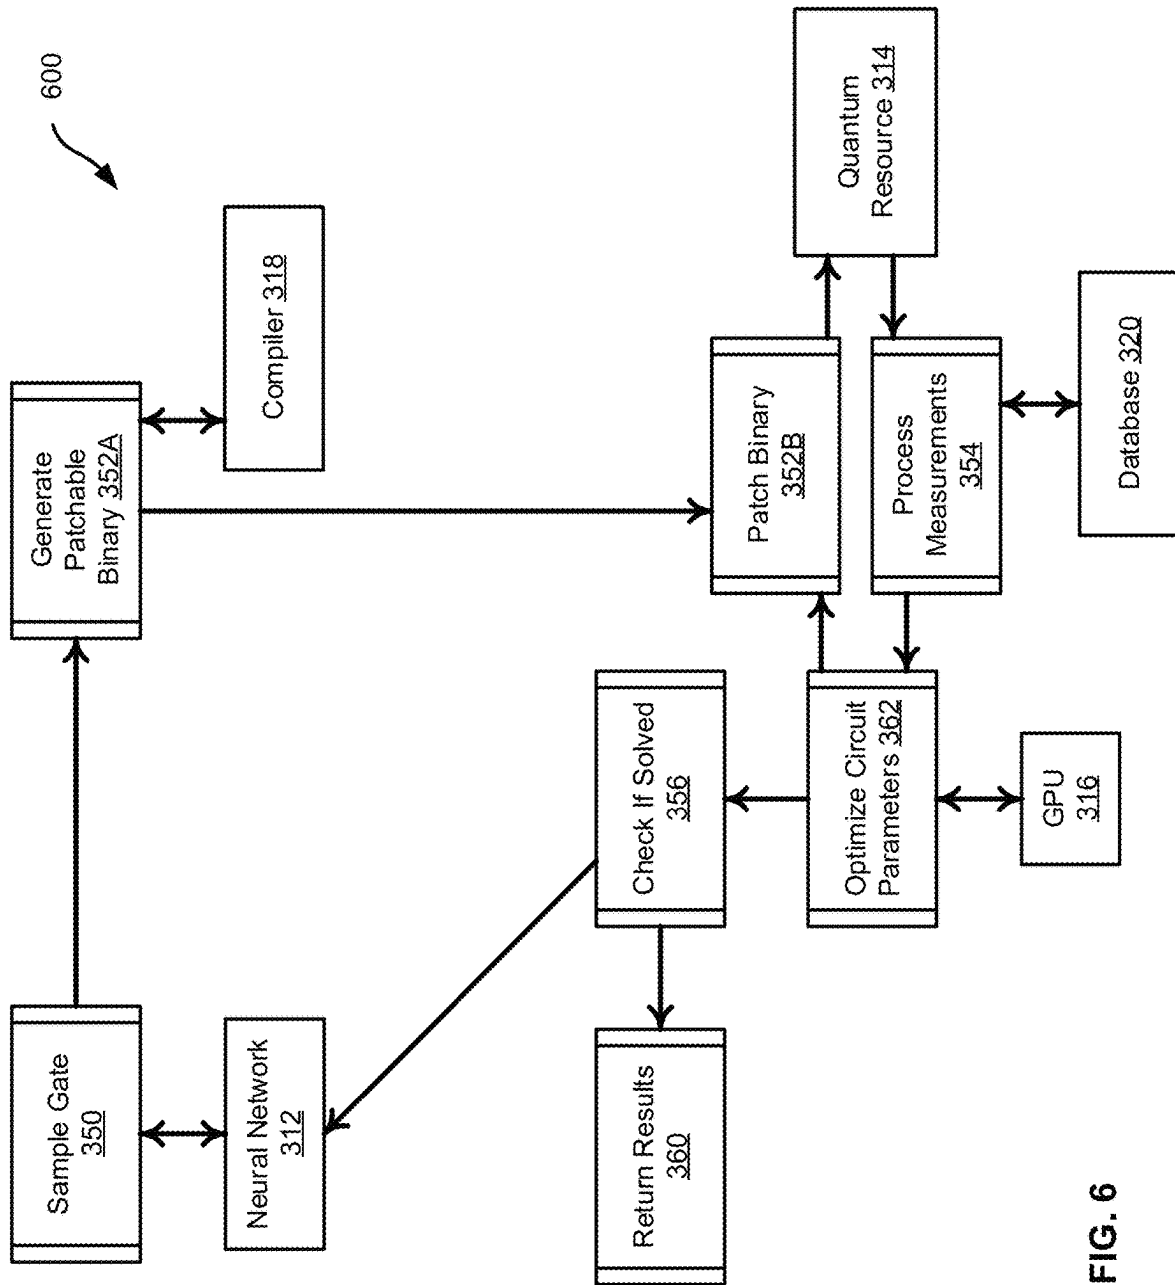 600
Sample Gate
350
Generate
Patchable
Binary 352A
Neural Network
312
Compiler 318
Return Results
360
Check If Solved
356
Optimize Circuit
Parameters 362
Patch Binary
352B
Quantum
Resource 314
Process
Measurements
354
GPU
316
Database 320
FIG. 6